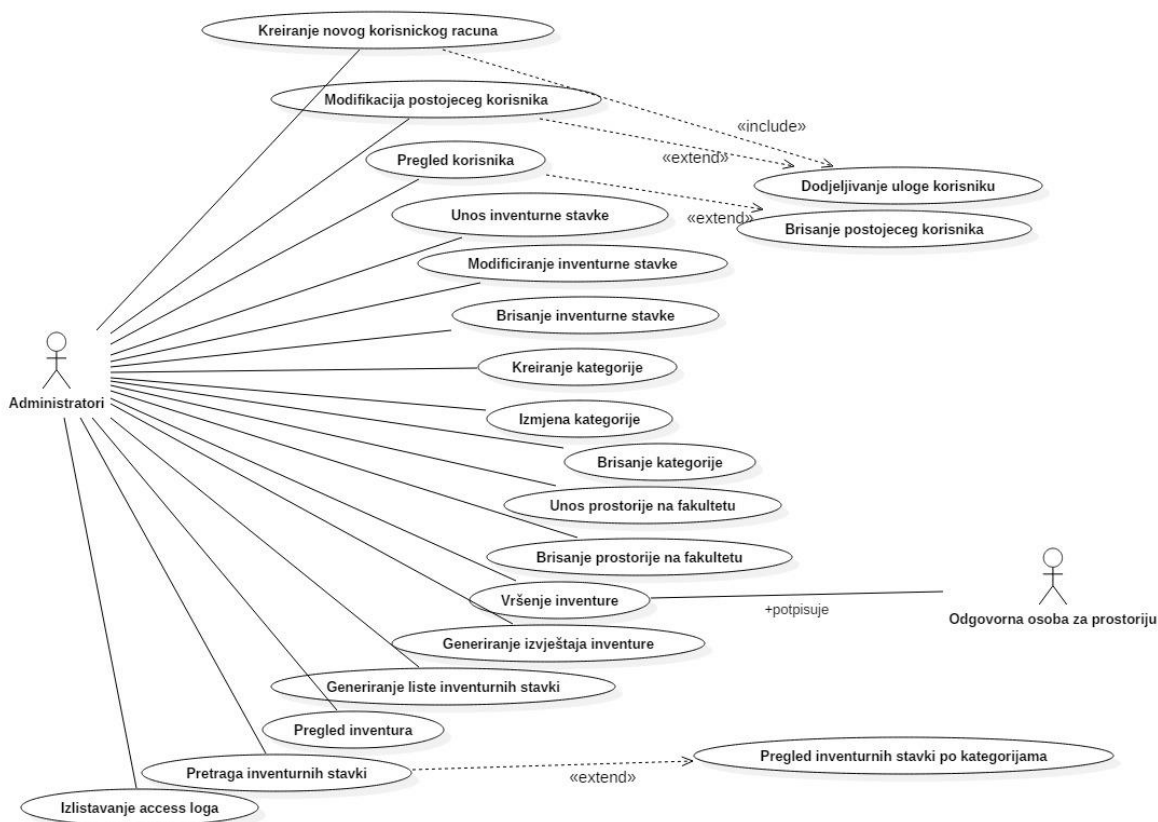 Kreiranje novog korisnickog racuna
Modifikacija postojeceg korisnika
«include»
«extend»
Pregled korisnika
Dodjeljivanje uloge korisniku
Unos inventurne stavke
«extend»
Brisanje postojeceg korisnika
Modificiranje inventurne stavke
Brisanje inventurne stavke
Kreiranje kategorije
Administratori
Izmjena kategorije
Brisanje kategorije
Unos prostorije na fakultetu
Brisanje prostorije na fakultetu
Vršenje inventure
+potpisuje
Odgovorna osoba za prostoriju
Generiranje izvještaja inventure
Generiranje liste inventurnih stavki
Pregled inventura
Pregled inventurnih stavki po kategorijama
Pretraga inventurnih stavki
«extend»
Izlistavanje access loga